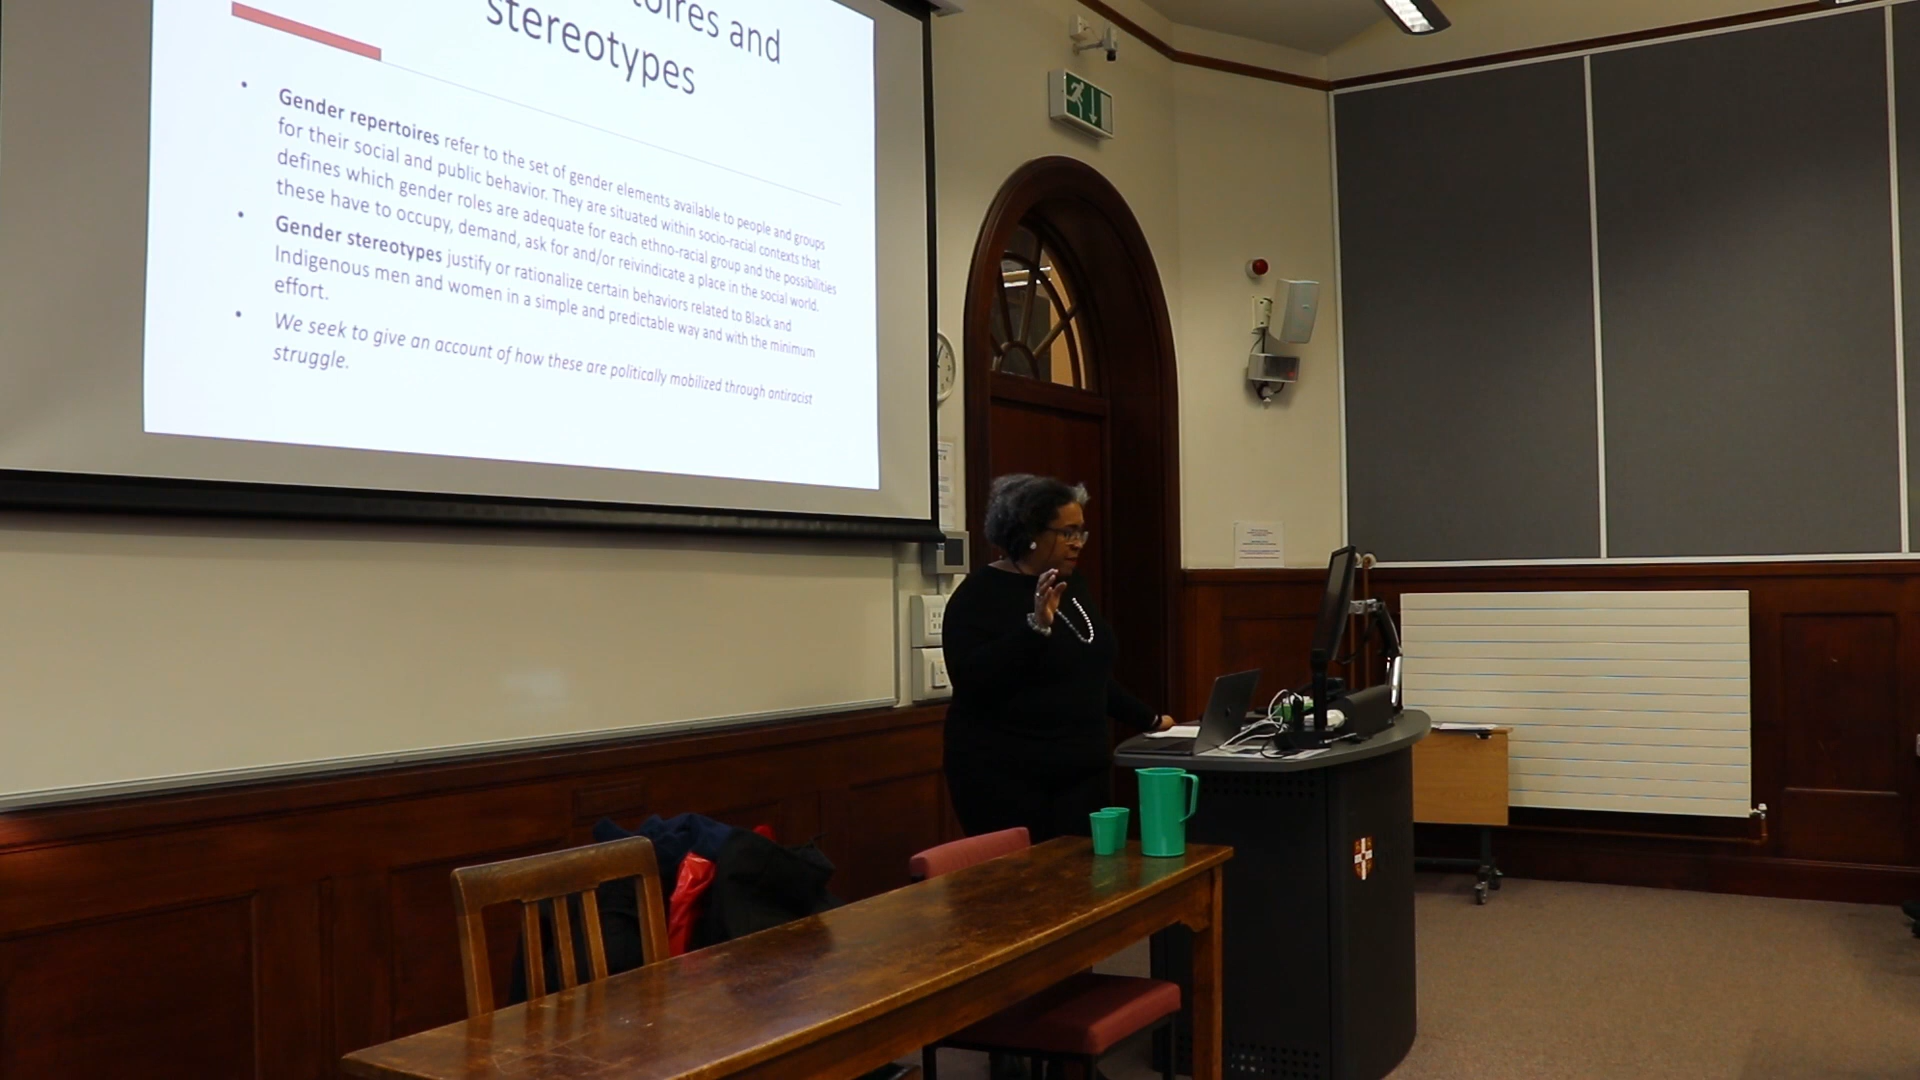 toires and
stereotypes
• Gender repertoires refer to the set of gender elements available to people and groups
for their social and public behavior. They are situated within socio-racial contexts that
defines which gender roles are adequate for each ethno-racial group and the possibilities
these have to occupy, demand, ask for and/or reivindicate a place in the social world.
• Gender stereotypes justify or rationalize certain behaviors related to Black and
Indigenous men and women in a simple and predictable way and with the minimum
effort.
• We seek to give an account of how these are politically mobilized through antiracist
struggle.